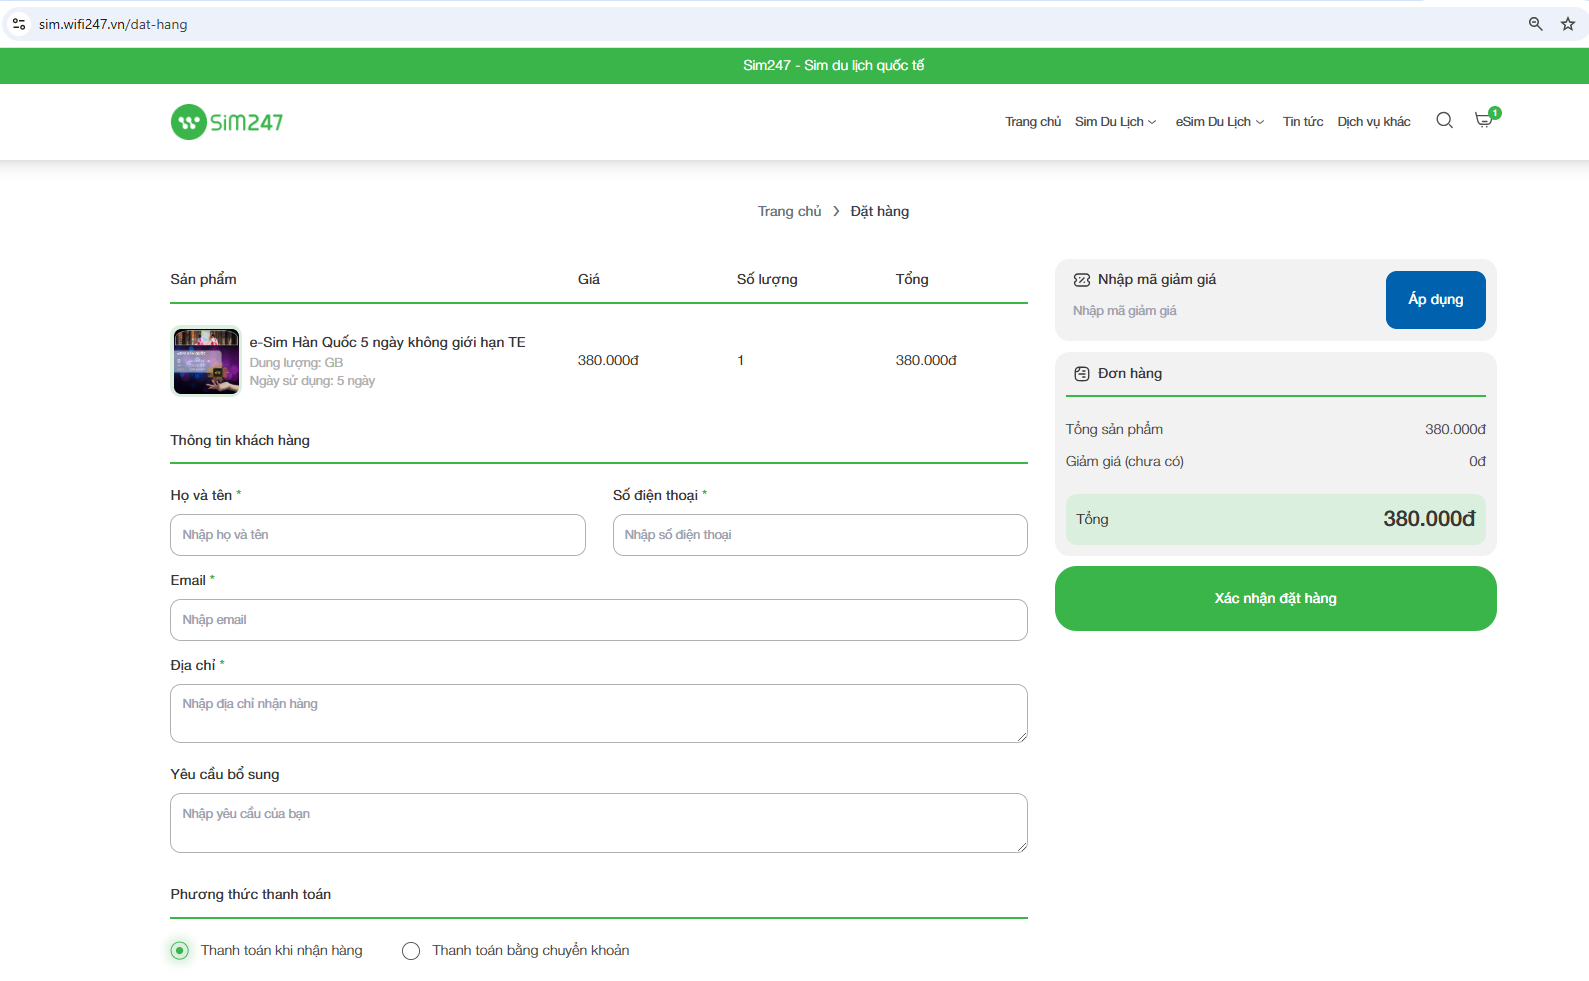 sim.wifi247.vn/dat-hang
Sim247 - Sim du lịch quốc tế
SiM247
Trang chủ Sim Du Lịch eSim Du Lịch Tin tức Dịch vụ khác 1
Trang chủ > Đặt hàng
Sản phẩm Giá Số lượng Tổng
e-Sim Hàn Quốc 5 ngày không giới hạn TE
Dung lượng: GB
Ngày sử dụng: 5 ngày
380.000đ 1 380.000đ
Thông tin khách hàng
Họ và tên * Số điện thoại *
Nhập họ và tên Nhập số điện thoại
Email *
Nhập email
Địa chỉ *
Nhập địa chỉ nhận hàng
Yêu cầu bổ sung
Nhập yêu cầu của bạn
Phương thức thanh toán
Thanh toán khi nhận hàng Thanh toán bằng chuyển khoản
Nhập mã giảm giá
Nhập mã giảm giá
Áp dụng
Đơn hàng
Tổng sản phẩm 380.000đ
Giảm giá (chưa có) 0đ
Tổng 380.000đ
Xác nhận đặt hàng